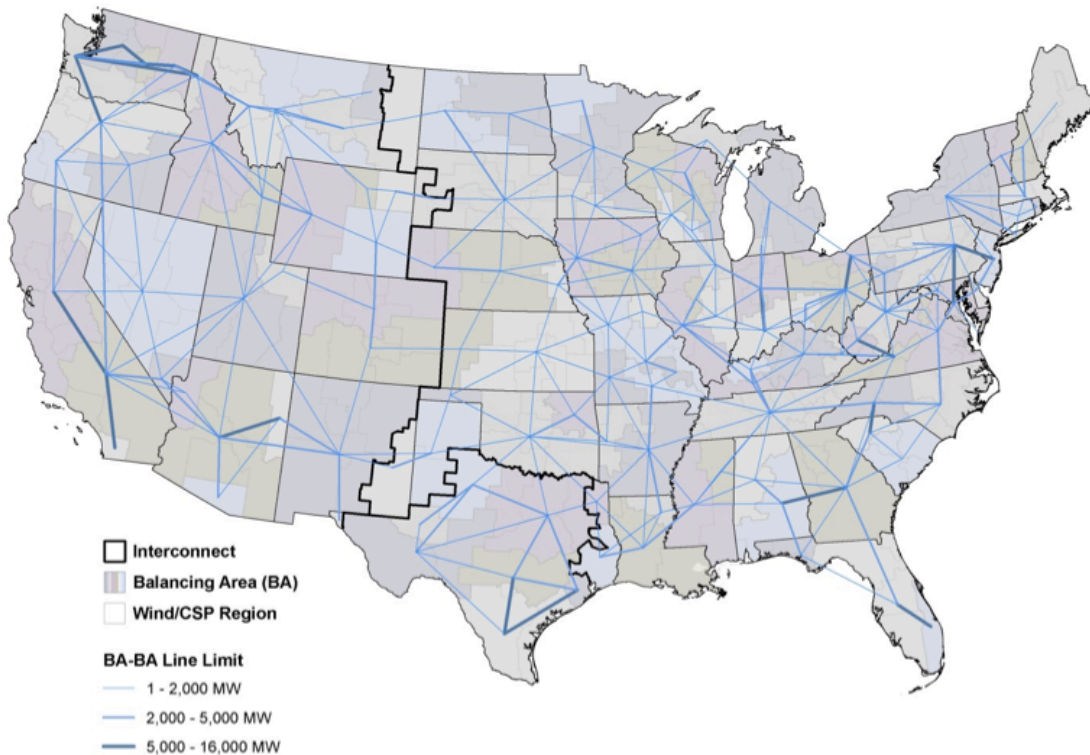 Interconnect
Balancing Area (BA)
Wind/CSP Region
BA-BA Line Limit
1 - 2,000 MW
2,000 - 5,000 MW
5,000 - 16,000 MW